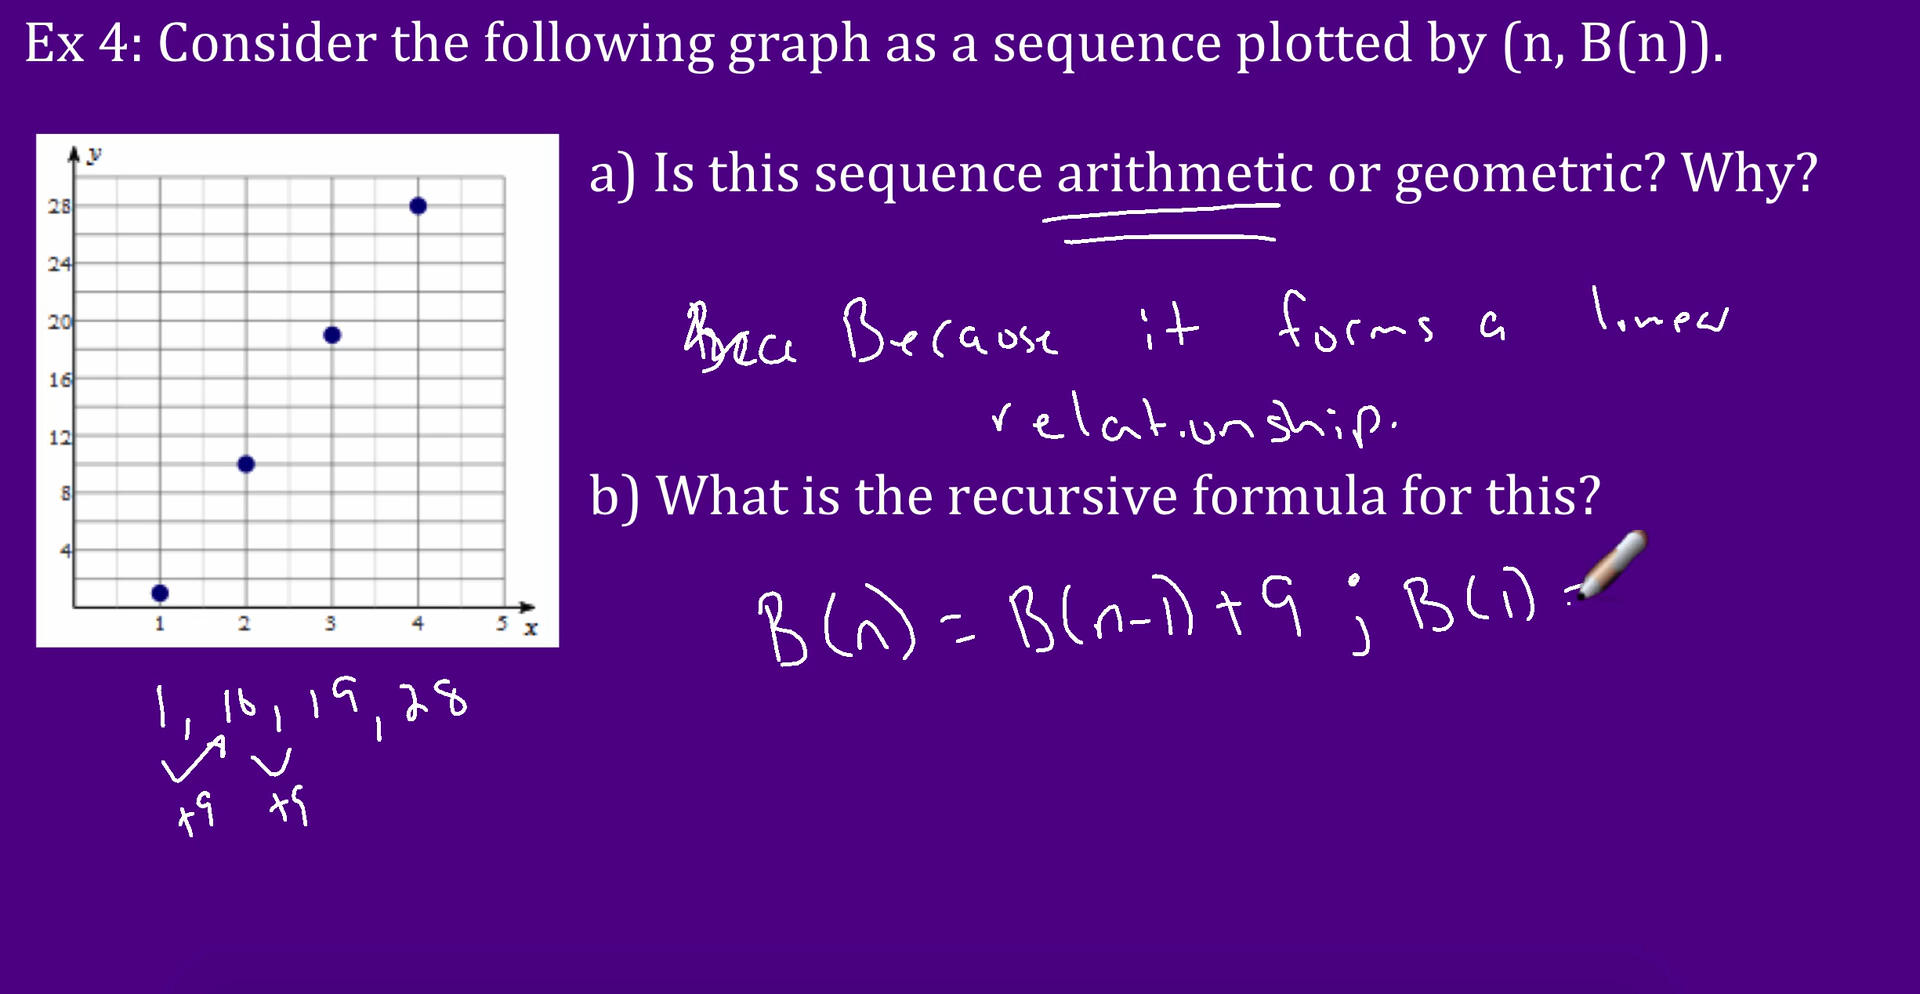 Ex 4: Consider the following graph as a sequence plotted by (n, B(n)).
a) Is this sequence arithmetic or geometric? Why?
Because it forms a linear
relationship.
b) What is the recursive formula for this?
B(n) = B(n-1) + 9 ; B(1) =
y
28
24
20
16
12
8
4
1 2 3 4 5 x
1, 10, 19, 28
+9 +9